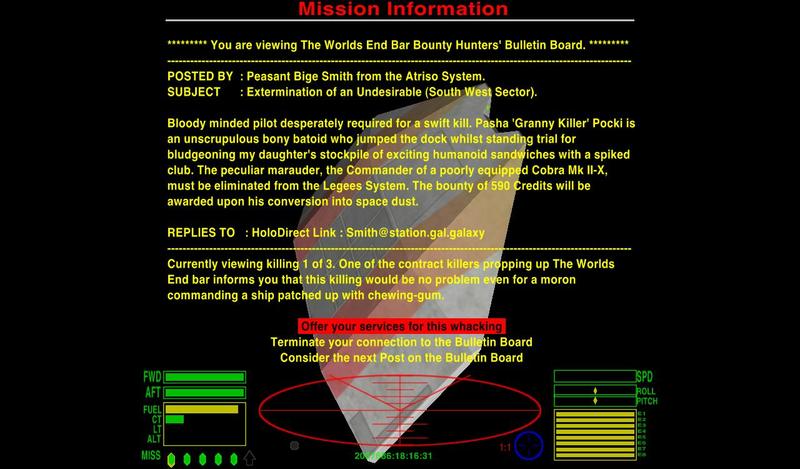 Mission Information
********* You are viewing The Worlds End Bar Bounty Hunters' Bulletin Board. *********
POSTED BY : Peasant Bige Smith from the Atriso System.
SUBJECT : Extermination of an Undesirable (South West Sector).
Bloody minded pilot desperately required for a swift kill. Pasha 'Granny Killer' Pocki is
an unscrupulous bony batoid who jumped the dock whilst standing trial for
bludgeoning my daughter's stockpile of exciting humanoid sandwiches with a spiked
club. The peculiar marauder, the Commander of a poorly equipped Cobra Mk II-X,
must be eliminated from the Legees System. The bounty of 590 Credits will be
awarded upon his conversion into space dust.
REPLIES TO : HoloDirect Link : Smith@station.gal.galaxy
Currently viewing killing 1 of 3. One of the contract killers propping up The Worlds
End bar informs you that this killing would be no problem even for a moron
commanding a ship patched up with chewing-gum.
Offer your services for this whacking
Terminate your connection to the Bulletin Board
Consider the next Post on the Bulletin Board
FWD
AFT
FUEL
CT
LT
ALT
MISS
1:1
SPD
ROLL
PITCH